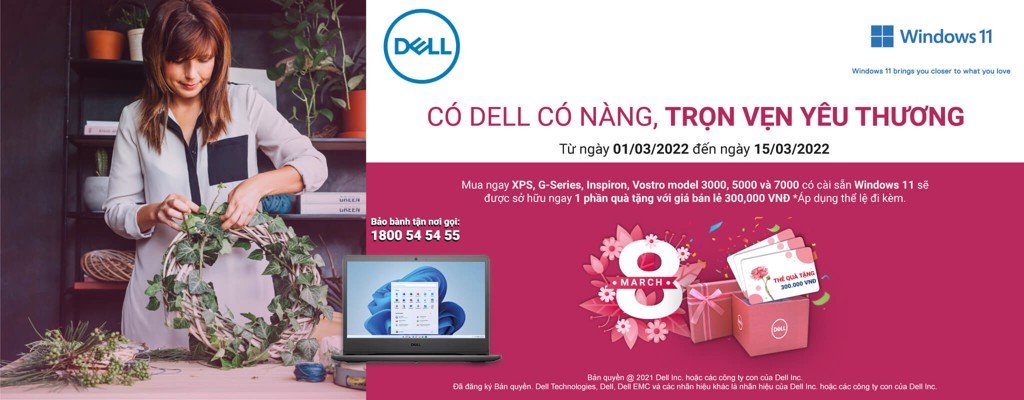 DELL
Windows 11
Windows 11 brings you closer to what you love
CÓ DELL CÓ NÀNG, TRỌN VẸN YÊU THƯƠNG
Từ ngày 01/03/2022 đến ngày 15/03/2022
Mua ngay XPS, G-Series, Inspiron, Vostro model 3000, 5000 và 7000 có cài sẵn Windows 11 sẽ
được sở hữu ngay 1 phần quà tặng với giá bán lẻ 300,000 VNĐ *Áp dụng thể lệ đi kèm.
Bảo bành tận nơi gọi:
1800 54 54 55
8
MARCH
THẺ QUÀ TẶNG
300.000 VNĐ
DELL
DELL
GREEN
GREEN
Bản quyền @ 2021 Dell Inc. hoặc các công ty con của Dell Inc.
Đã đăng ký Bản quyền. Dell Technologies, Dell, Dell EMC và các nhãn hiệu khác là nhãn hiệu của Dell Inc. hoặc các công ty con của Dell Inc.